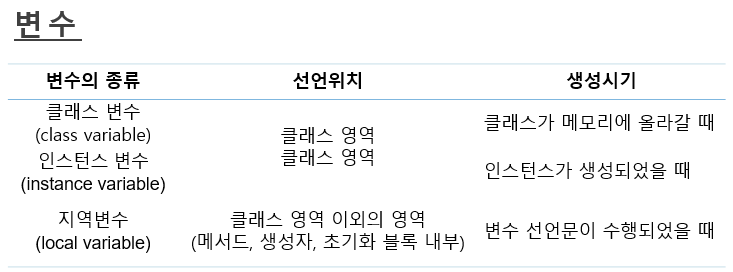 변수
변수의 종류 선언위치 생성시기
클래스 변수
(class variable)
클래스 영역
클래스가 메모리에 올라갈 때
인스턴스 변수
(instance variable)
클래스 영역
인스턴스가 생성되었을 때
지역변수
(local variable)
클래스 영역 이외의 영역
(메서드, 생성자, 초기화 블록 내부)
변수 선언문이 수행되었을 때